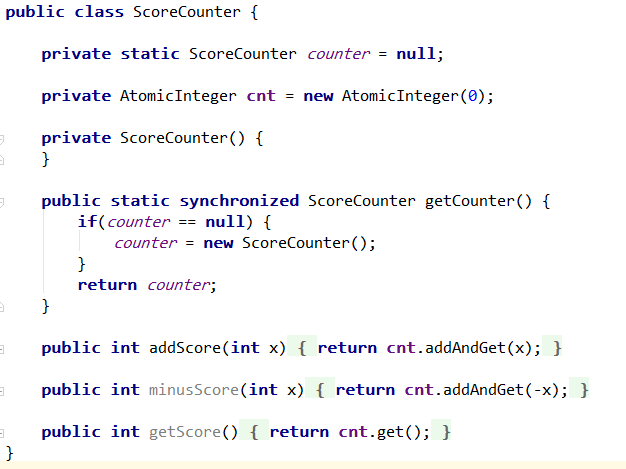 public class ScoreCounter {
private static ScoreCounter counter = null;
private AtomicInteger cnt = new AtomicInteger(0);
private ScoreCounter() {
}
public static synchronized ScoreCounter getCounter() {
if(counter == null) {
counter = new ScoreCounter();
}
return counter;
}
public int addScore(int x) { return cnt.addAndGet(x); }
public int minusScore(int x) { return cnt.addAndGet(-x); }
public int getScore() { return cnt.get(); }
}